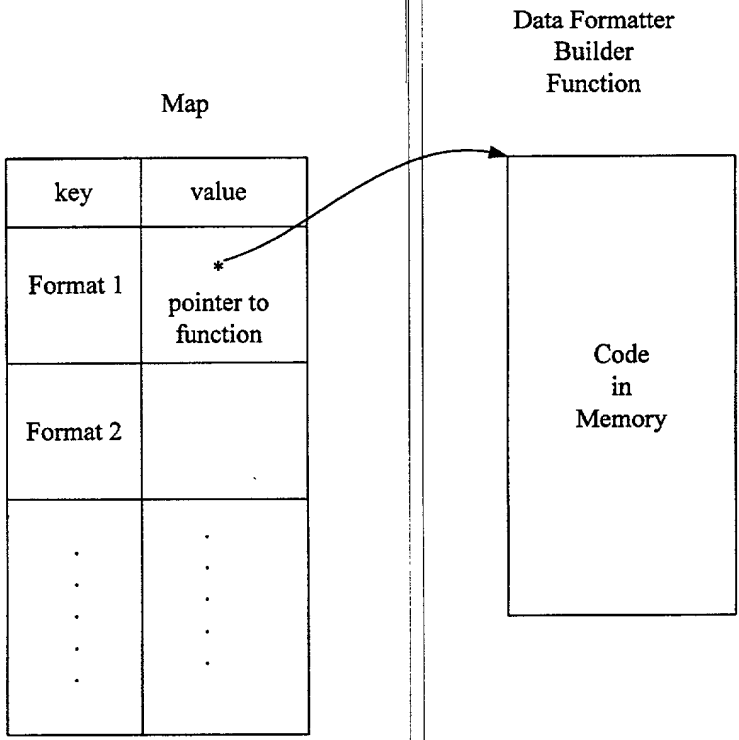 Data Formatter
Builder
Function
Map
key
value
Format 1
*
pointer to
function
Format 2
Code
in
Memory